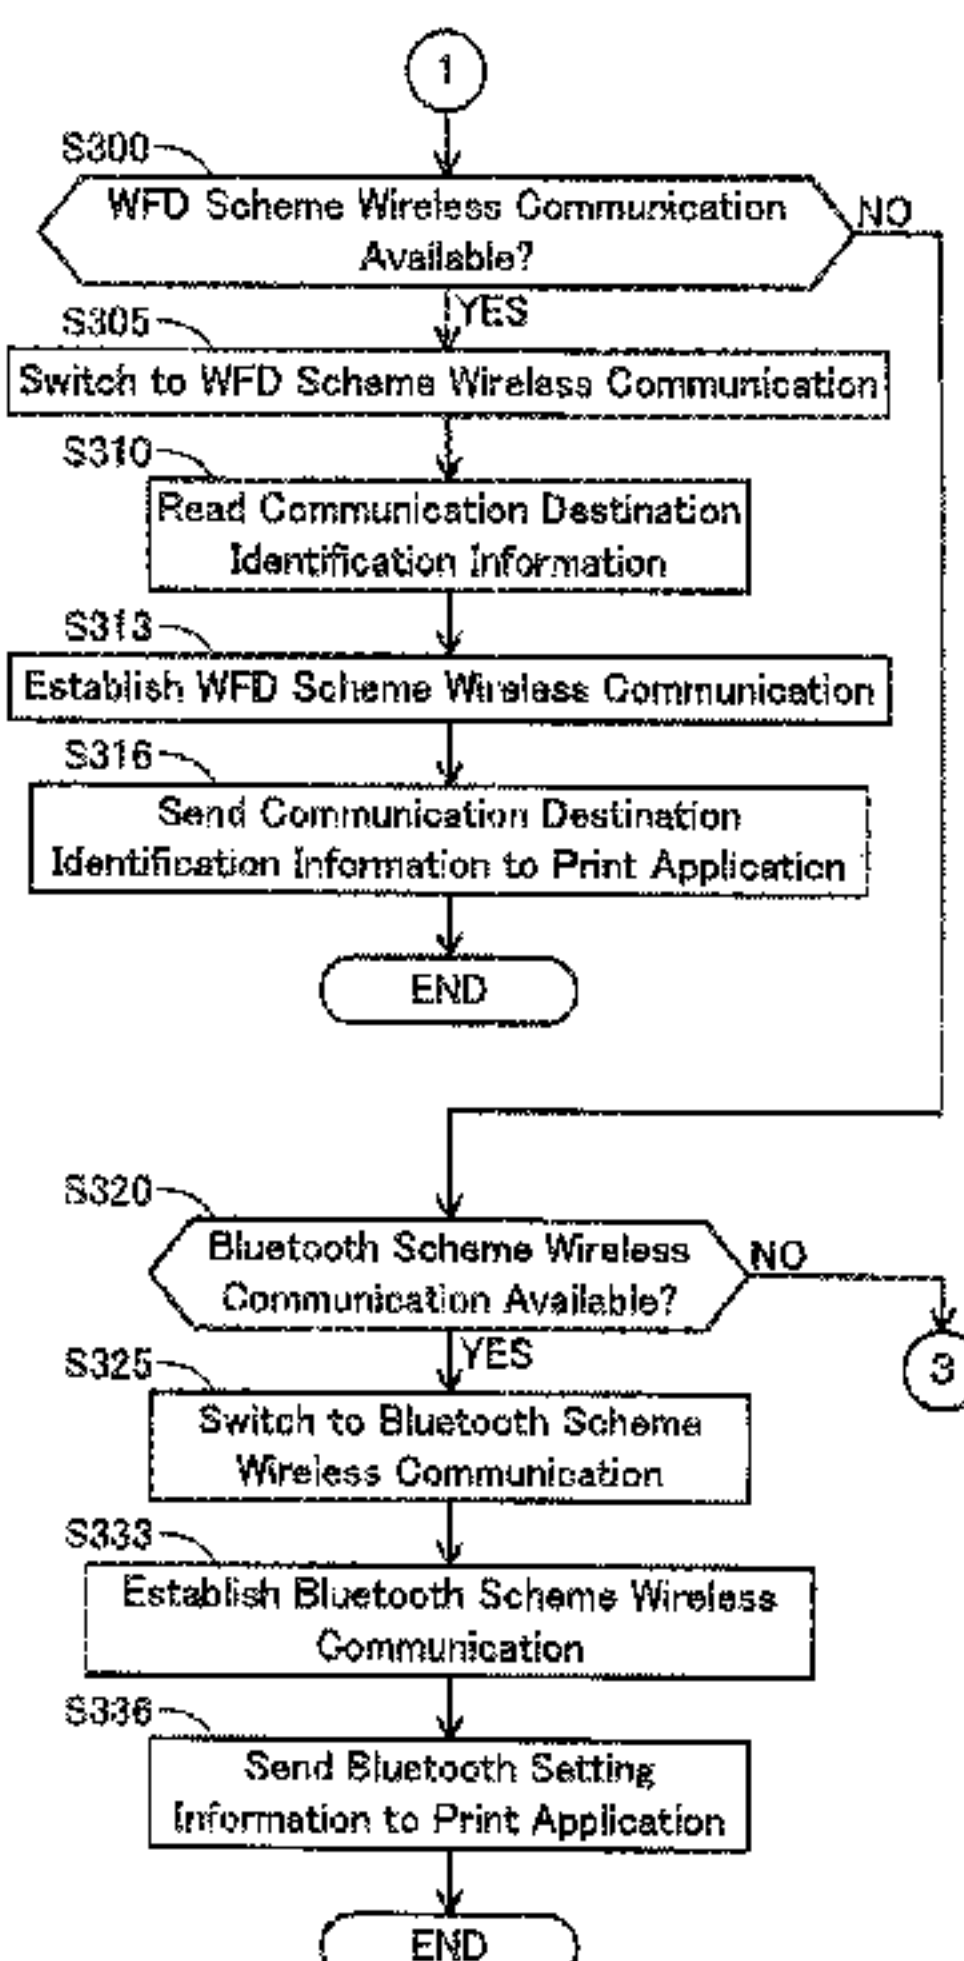 1
S300
WFD Scheme Wireless Communication
Available?
NO
YES
S305
Switch to WFD Scheme Wireless Communication
S310
Read Communication Destination
Identification Information
S313
Establish WFD Scheme Wireless Communication
S316
Send Communication Destination
Identification Information to Print Application
END
S320
Bluetooth Scheme Wireless
Communication Available?
NO
3
YES
S325
Switch to Bluetooth Scheme
Wireless Communication
S333
Establish Bluetooth Scheme Wireless
Communication
S336
Send Bluetooth Setting
Information to Print Application
END